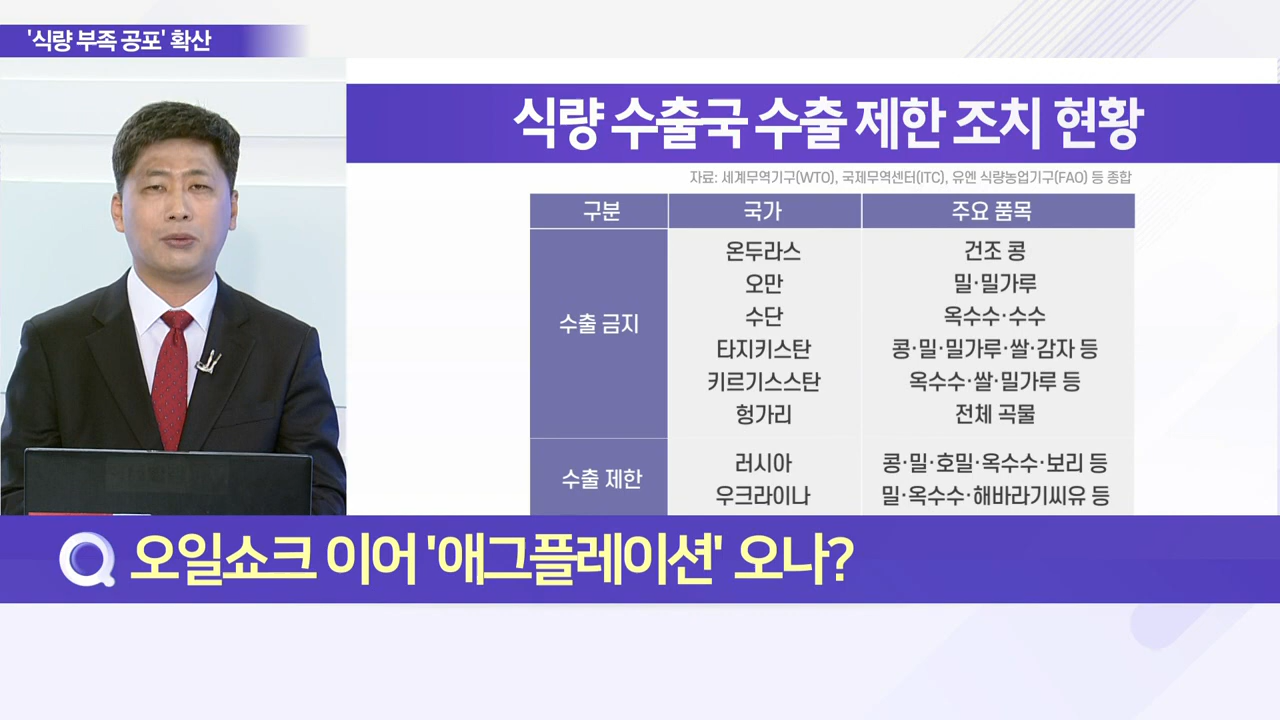 '식량 부족 공포' 확산
식량 수출국 수출 제한 조치 현황
자료: 세계무역기구(WTO), 국제무역센터(ITC), 유엔 식량농업기구(FAO) 등 종합
구분 국가 주요 품목
수출 금지
온두라스 건조 콩
오만 밀·밀가루
수단 옥수수·수수
타지키스탄 콩·밀·밀가루·쌀·감자 등
키르기스스탄 옥수수·쌀·밀가루 등
헝가리 전체 곡물
수출 제한
러시아 콩·밀·호밀·옥수수·보리 등
우크라이나 밀·옥수수·해바라기씨유 등
오일쇼크 이어 '애그플레이션' 오나?